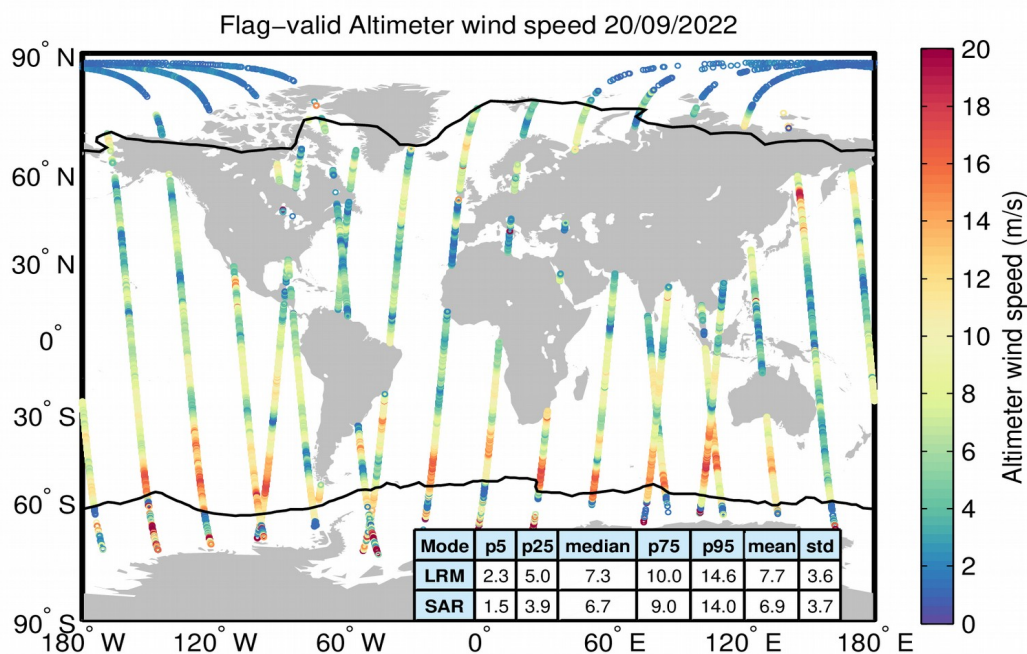 Flag−valid Altimeter wind speed 20/09/2022
90° N
60° N
30° N
0°
30° S
60° S
90° S
180° W
120° W
60° W
0°
60° E
120° E
180° E
Mode p5 p25 median p75 p95 mean std
LRM 2.3 5.0 7.3 10.0 14.6 7.7 3.6
SAR 1.5 3.9 6.7 9.0 14.0 6.9 3.7
20
18
16
14
12
10
8
6
4
2
0
Altimeter wind speed (m/s)